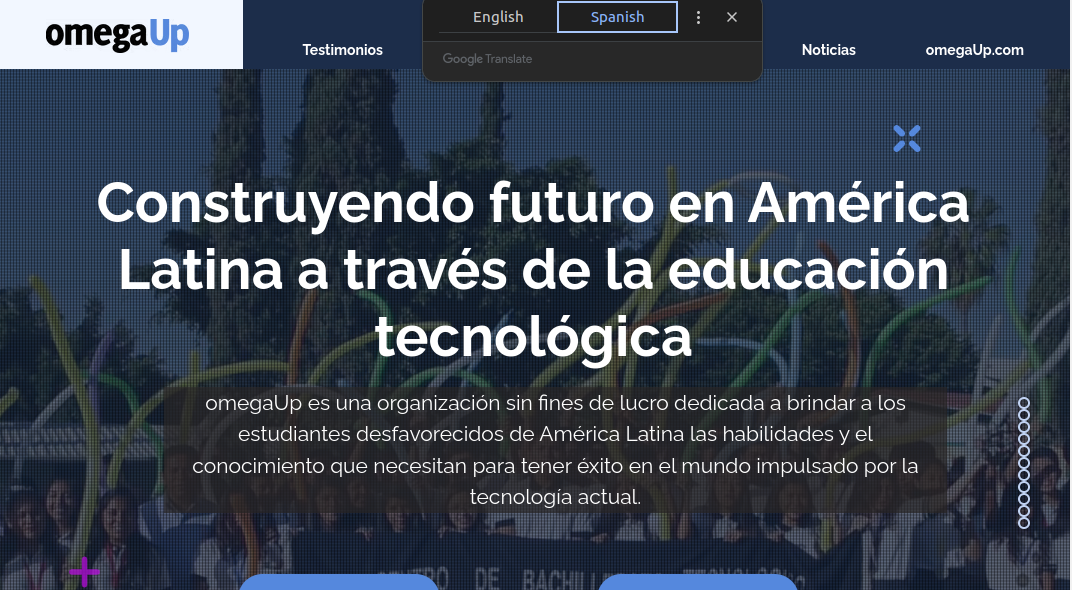 omegaUp
English
Spanish
Google Translate
Testimonios
Noticias
omegaUp.com
Construyendo futuro en América
Latina a través de la educación
tecnológica
omegaUp es una organización sin fines de lucro dedicada a brindar a los
estudiantes desfavorecidos de América Latina las habilidades y el
conocimiento que necesitan para tener éxito en el mundo impulsado por la
tecnología actual.
DE